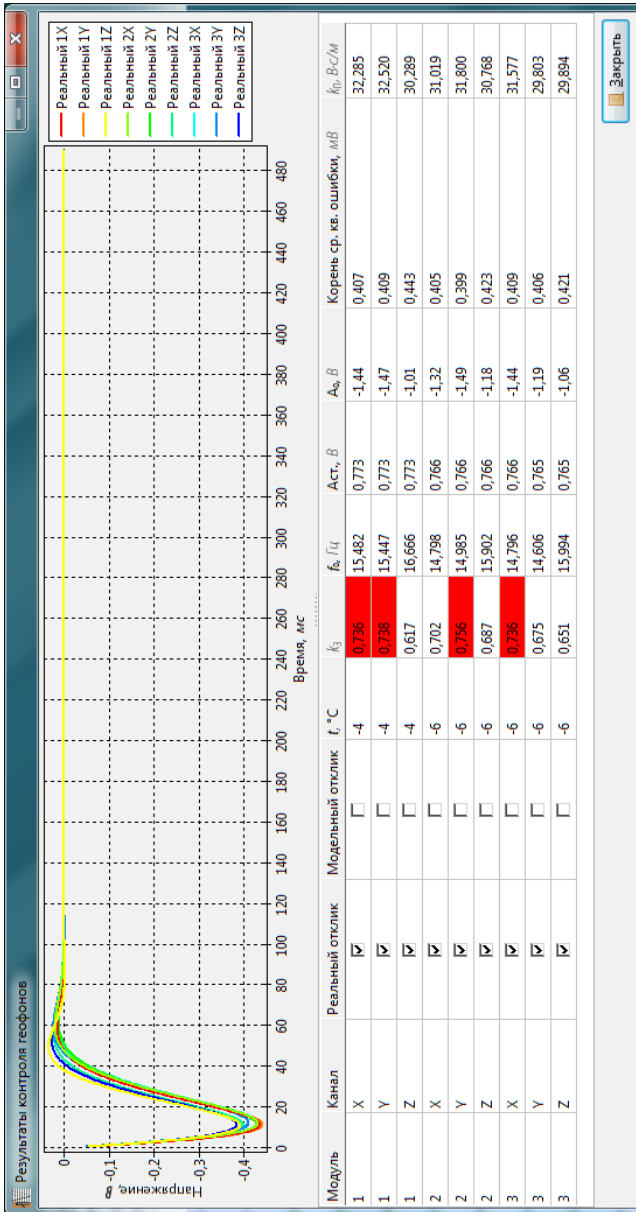 Результаты контроля геофонов
Напряжение, В
0
-0,1
-0,2
-0,3
-0,4
0 20 40 60 80 100 120 140 160 180 200 220 240 260 280 300 320 340 360 380 400 420 440 460 480
Время, мс
Реальный 1X
Реальный 1Y
Реальный 1Z
Реальный 2X
Реальный 2Y
Реальный 2Z
Реальный 3X
Реальный 3Y
Реальный 3Z
Модуль Канал Реальный отклик Модельный отклик t, °C kз f₀, Гц Aст., В A₀, В Корень ср. кв. ошибки, мВ kп, В·с/м
1 X -4 0,736 15,482 0,773 -1,44 0,407 32,285
1 Y -4 0,738 15,447 0,773 -1,47 0,409 32,520
1 Z -4 0,617 16,666 0,773 -1,01 0,443 30,289
2 X -6 0,702 14,798 0,766 -1,32 0,405 31,019
2 Y -6 0,756 14,985 0,766 -1,49 0,399 31,800
2 Z -6 0,687 15,902 0,766 -1,18 0,423 30,768
3 X -6 0,736 14,796 0,766 -1,44 0,409 31,577
3 Y -6 0,675 14,606 0,765 -1,19 0,406 29,803
3 Z -6 0,651 15,994 0,765 -1,06 0,421 29,894
Закрыть